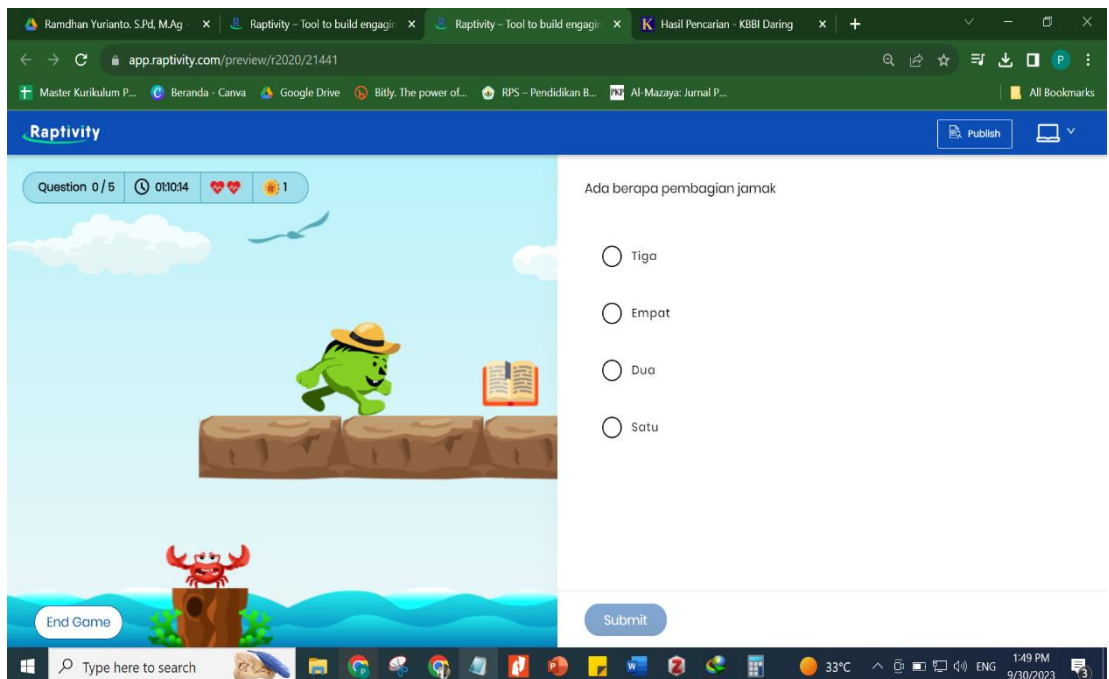 Ramdhan Yurianto. S.Pd, M.Ag
Raptivity – Tool to build engagin
Raptivity – Tool to build engagin
Hasil Pencarian - KBBI Daring
app.raptivity.com/preview/r2020/21441
Master Kurikulum P...
Beranda - Canva
Google Drive
Bitly. The power of...
RPS – Pendidikan B...
Al-Mazaya: Jurnal P...
All Bookmarks
Raptivity
Publish
Question 0 / 5
01:10:14
1
Ada berapa pembagian jamak
Tiga
Empat
Dua
Satu
End Game
Submit
Type here to search
33°C
ENG
1:49 PM
9/30/2023
3